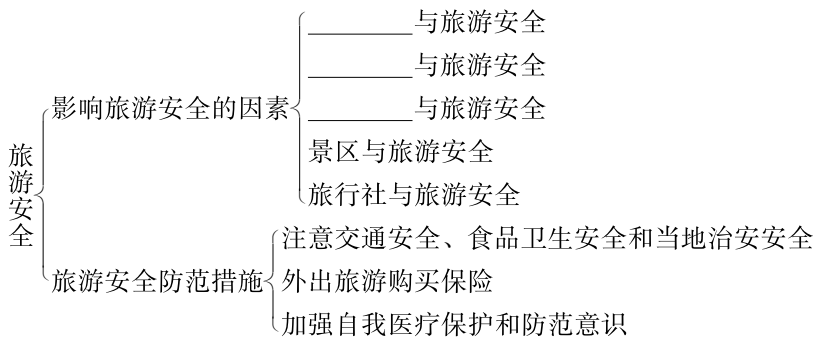 ________与旅游安全
________与旅游安全
影响旅游安全的因素
________与旅游安全
景区与旅游安全
旅行社与旅游安全
旅游安全
注意交通安全、食品卫生安全和当地治安安全
旅游安全防范措施
外出旅游购买保险
加强自我医疗保护和防范意识